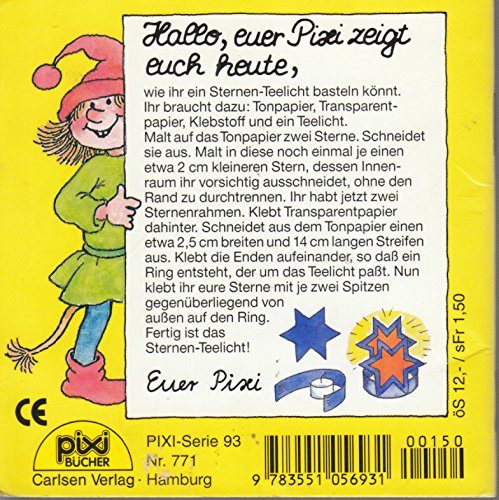 Hallo, euer Pixi zeigt
euch heute,
wie ihr ein Sternen-Teelicht basteln könnt.
Ihr braucht dazu: Tonpapier, Transparent-
papier, Klebstoff und ein Teelicht.
Malt auf das Tonpapier zwei Sterne. Schneidet
sie aus. Malt in diese noch einmal je einen
etwa 2 cm kleineren Stern, dessen Innen-
raum ihr vorsichtig ausschneidet, ohne den
Rand zu durchtrennen. Ihr habt jetzt zwei
Sternenrahmen. Klebt Transparentpapier
dahinter. Schneidet aus dem Tonpapier einen
etwa 2,5 cm breiten und 14 cm langen Streifen
aus. Klebt die Enden aufeinander, so daß ein
Ring entsteht, der um das Teelicht paßt. Nun
klebt ihr eure Sterne mit je zwei Spitzen
gegenüberliegend von
außen auf den Ring.
Fertig ist das
Sternen-Teelicht!
Euer Pixi
öS 12,- / sFr 1,50
CE
pixi
BÜCHER
Carlsen Verlag · Hamburg
PIXI-Serie 93
Nr. 771
00150
9 783551 056931